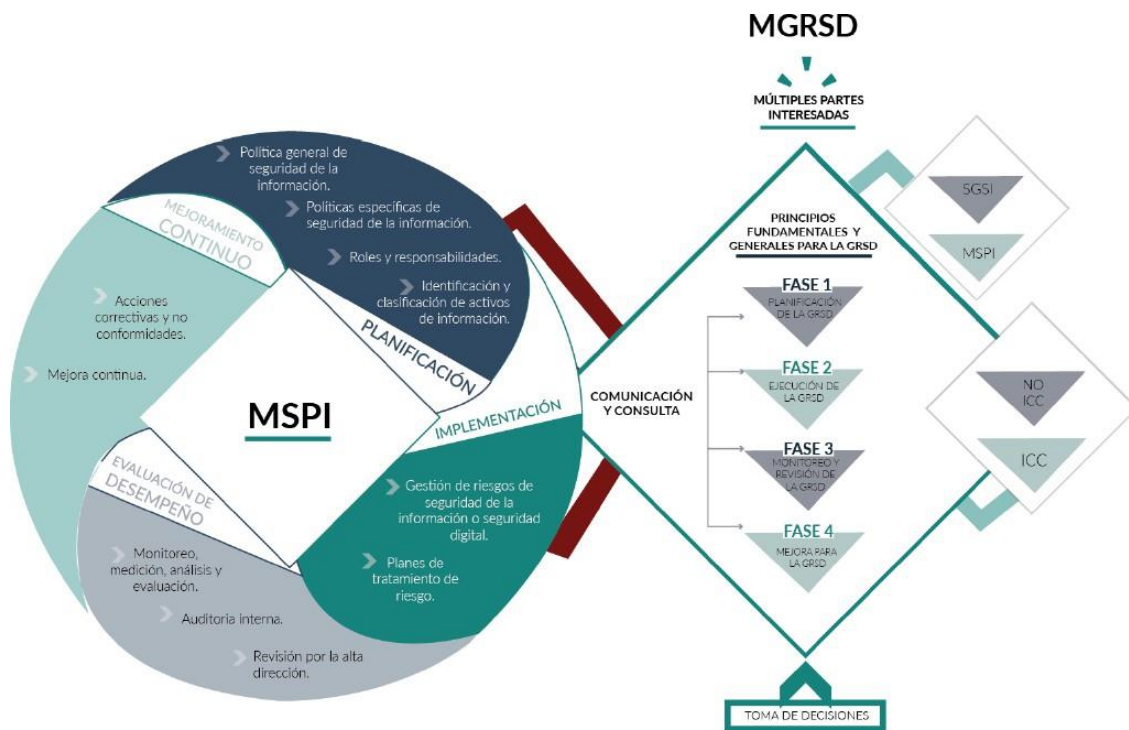 MGRSD
MÚLTIPLES PARTES
INTERESADAS
Política general de
seguridad de la
información.
Políticas específicas de
seguridad de la información.
Roles y responsabilidades.
Identificación y
clasificación de activos
de información.
PLANIFICACIÓN
MEJORAMIENTO
CONTINUO
Acciones
correctivas y no
conformidades.
Mejora continua.
MSPI
IMPLEMENTACIÓN
Gestión de riesgos de
seguridad de la
información o seguridad
digital.
Planes de
tratamiento de
riesgo.
EVALUACIÓN DE
DESEMPEÑO
Monitoreo,
medición, análisis y
evaluación.
Auditoria interna.
Revisión por la alta
dirección.
COMUNICACIÓN
Y CONSULTA
PRINCIPIOS
FUNDAMENTALES Y
GENERALES PARA LA GRSD
FASE 1
PLANIFICACIÓN
DE LA GRSD
FASE 2
EJECUCIÓN DE
LA GRSD
FASE 3
MONITOREO Y
REVISIÓN DE
LA GRSD
FASE 4
MEJORA PARA
LA GRSD
SGSI
MSPI
NO
ICC
ICC
TOMA DE DECISIONES